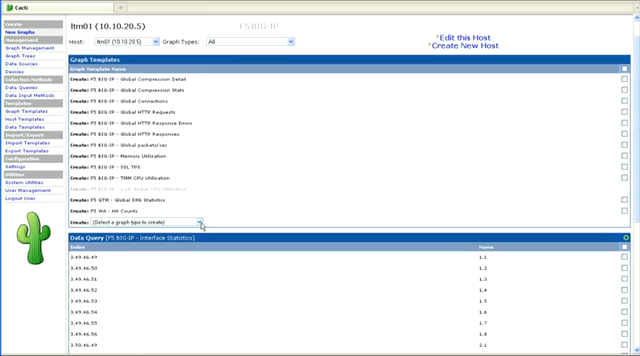 Cacti
Create
New Graphs
Management
Graph Management
Graph Trees
Data Sources
Devices
Collection Methods
Data Queries
Data Input Methods
Templates
Graph Templates
Host Templates
Data Templates
Import/Export
Import Templates
Export Templates
Configuration
Settings
Utilities
System Utilities
User Management
Logout User
ltm01 (10.10.20.5) F5 BIG-IP
Host: ltm01 (10.10.20.5) Graph Types: All
*Edit this Host
*Create New Host
Graph Templates
Graph Template Name
Create: F5 BIG-IP - Global Compression Detail
Create: F5 BIG-IP - Global Compression Stats
Create: F5 BIG-IP - Global Connections
Create: F5 BIG-IP - Global HTTP Requests
Create: F5 BIG-IP - Global HTTP Response Errors
Create: F5 BIG-IP - Global HTTP Responses
Create: F5 BIG-IP - Global packets/sec
Create: F5 BIG-IP - Memory Utilization
Create: F5 BIG-IP - SSL TPS
Create: F5 BIG-IP - TMM CPU Utilization
Create: F5 BIG-IP - CPU Utilization
Create: F5 GTM - Global DNS Statistics
Create: F5 WA - Hit Counts
Create: (Select a graph type to create)
Data Query [F5 BIG-IP - Interface Statistics]
Index Name
3.49.46.49 1.1
3.49.46.50 1.2
3.49.46.51 1.3
3.49.46.52 1.4
3.49.46.53 1.5
3.49.46.54 1.6
3.49.46.55 1.7
3.49.46.56 1.8
3.50.46.49 2.1